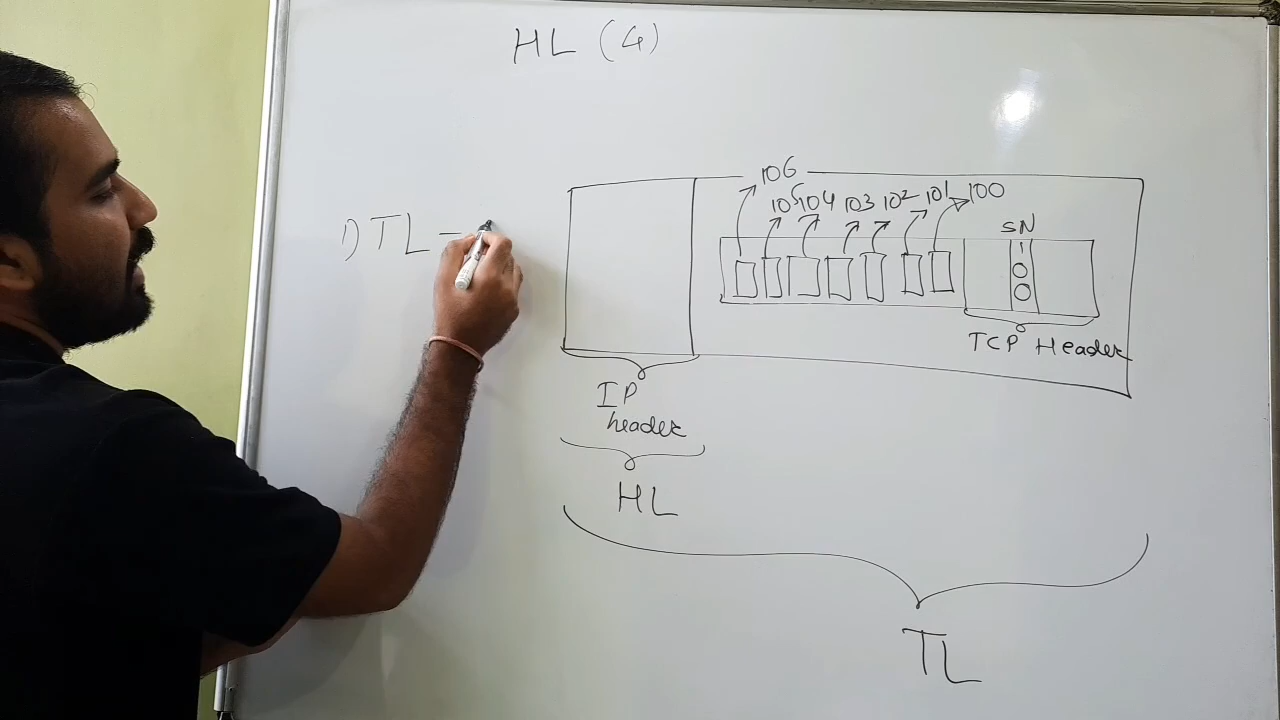 HL (4)
106
105 104 103 102 101 100
SN
1) TL -
TCP Header
IP
header
HL
TL